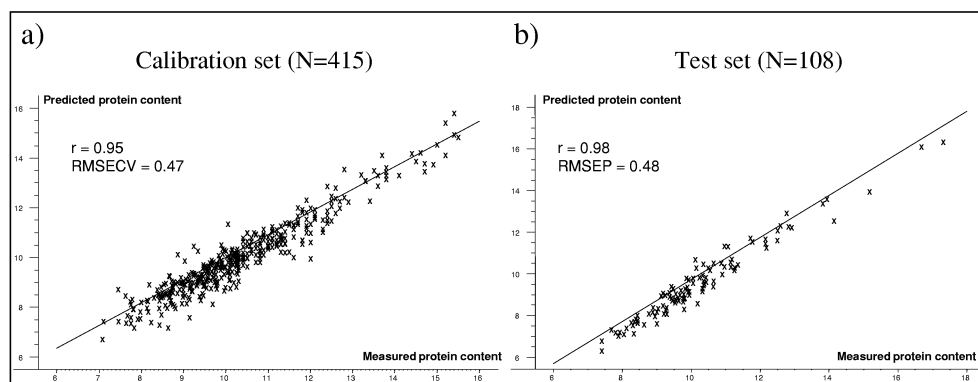 a)
Calibration set (N=415)
Predicted protein content
16
14
12
10
8
6
r = 0.95
RMSECV = 0.47
Measured protein content
6 7 8 9 10 11 12 13 14 15 16
b)
Test set (N=108)
Predicted protein content
18
16
14
12
10
8
6
r = 0.98
RMSEP = 0.48
Measured protein content
6 8 10 12 14 16 18